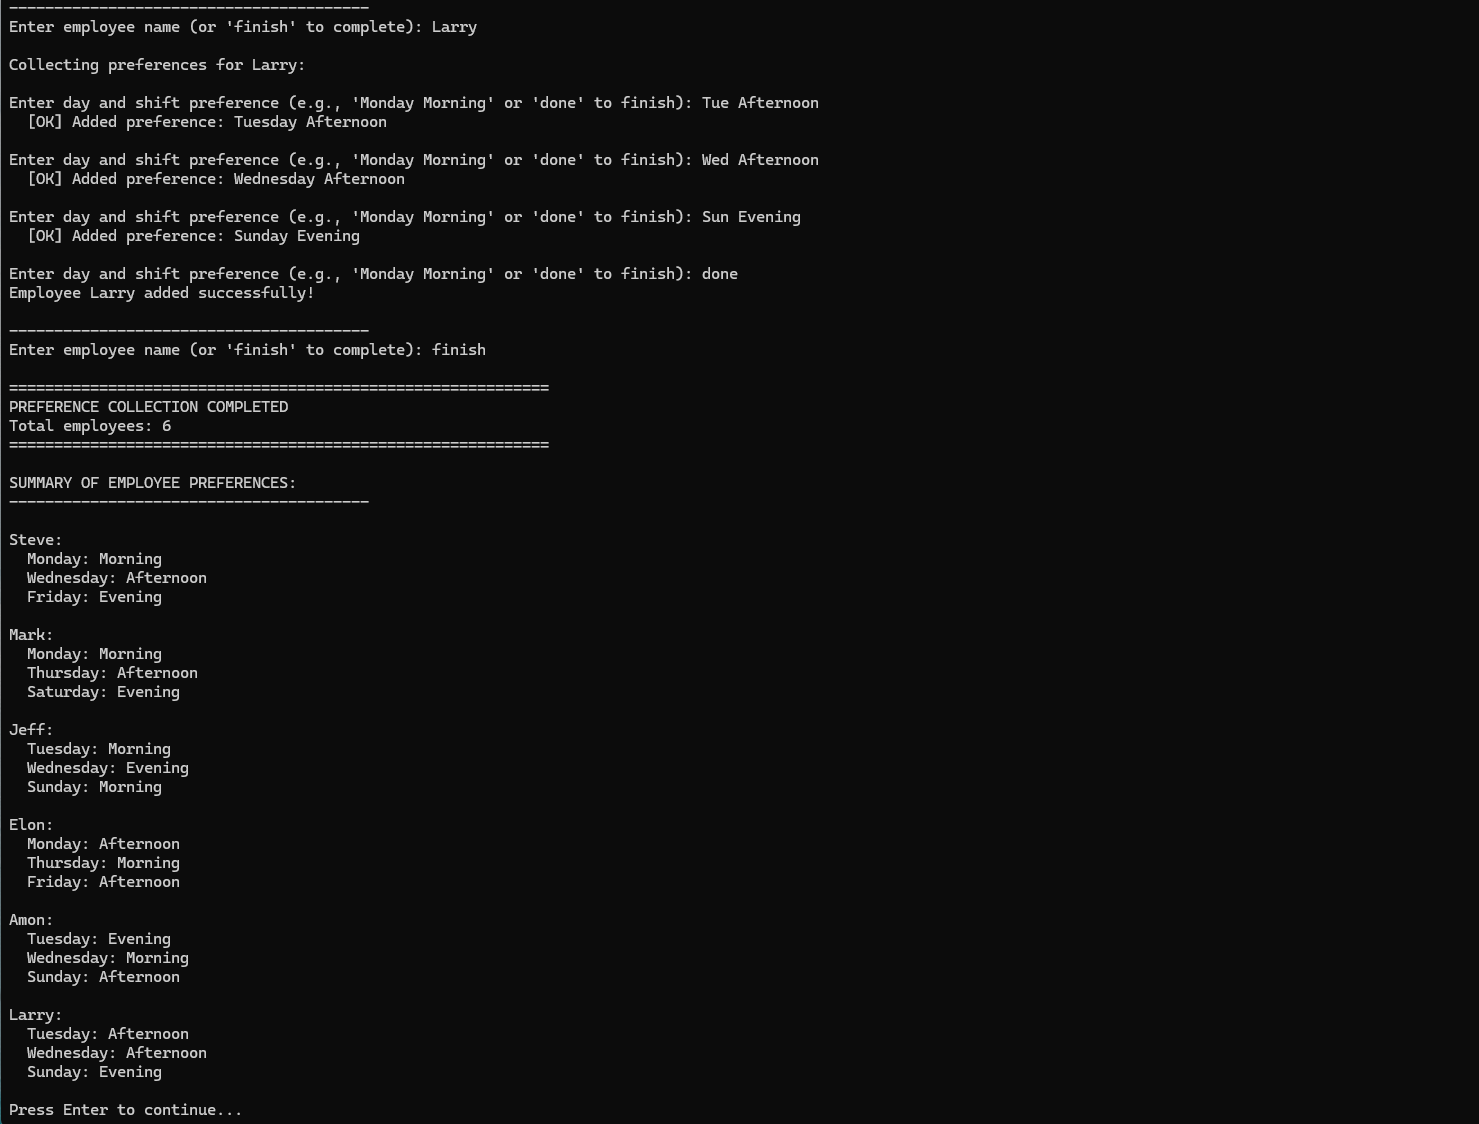 ----------------------------------------
Enter employee name (or 'finish' to complete): Larry
Collecting preferences for Larry:
Enter day and shift preference (e.g., 'Monday Morning' or 'done' to finish): Tue Afternoon
  [OK] Added preference: Tuesday Afternoon
Enter day and shift preference (e.g., 'Monday Morning' or 'done' to finish): Wed Afternoon
  [OK] Added preference: Wednesday Afternoon
Enter day and shift preference (e.g., 'Monday Morning' or 'done' to finish): Sun Evening
  [OK] Added preference: Sunday Evening
Enter day and shift preference (e.g., 'Monday Morning' or 'done' to finish): done
Employee Larry added successfully!
----------------------------------------
Enter employee name (or 'finish' to complete): finish
============================================================
PREFERENCE COLLECTION COMPLETED
Total employees: 6
============================================================
SUMMARY OF EMPLOYEE PREFERENCES:
----------------------------------------
Steve:
  Monday: Morning
  Wednesday: Afternoon
  Friday: Evening
Mark:
  Monday: Morning
  Thursday: Afternoon
  Saturday: Evening
Jeff:
  Tuesday: Morning
  Wednesday: Evening
  Sunday: Morning
Elon:
  Monday: Afternoon
  Thursday: Morning
  Friday: Afternoon
Amon:
  Tuesday: Evening
  Wednesday: Morning
  Sunday: Afternoon
Larry:
  Tuesday: Afternoon
  Wednesday: Afternoon
  Sunday: Evening
Press Enter to continue...